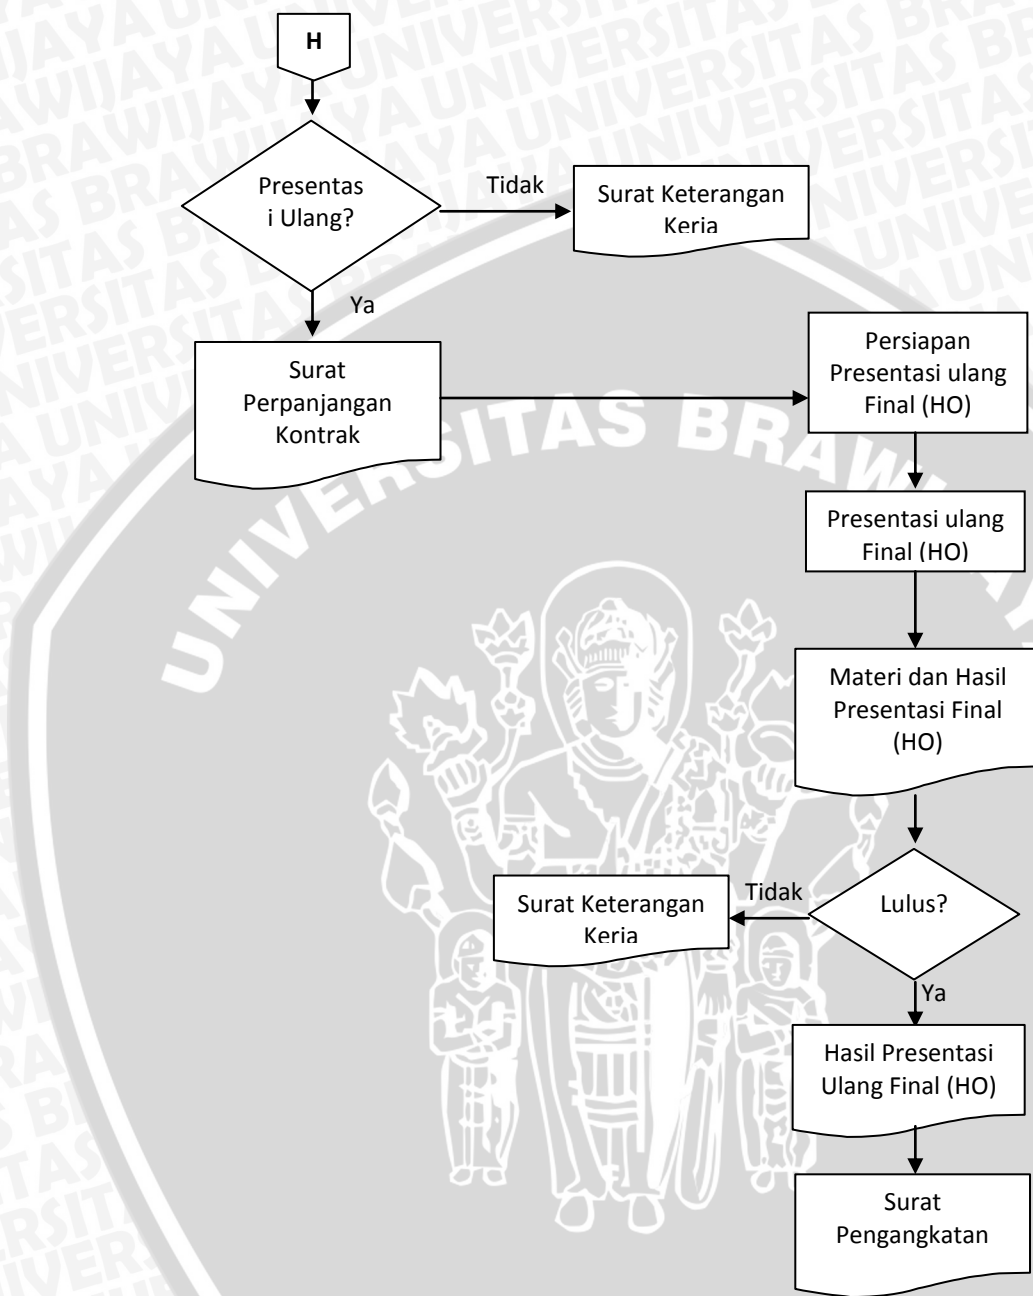 H
Presentas
i Ulang?
Tidak
Surat Keterangan
Kerja
Ya
Surat
Perpanjangan
Kontrak
Persiapan
Presentasi ulang
Final (HO)
Presentasi ulang
Final (HO)
Materi dan Hasil
Presentasi Final
(HO)
Lulus?
Tidak
Surat Keterangan
Kerja
Ya
Hasil Presentasi
Ulang Final (HO)
Surat
Pengangkatan
UNIVERSITAS BRAWIJAYA